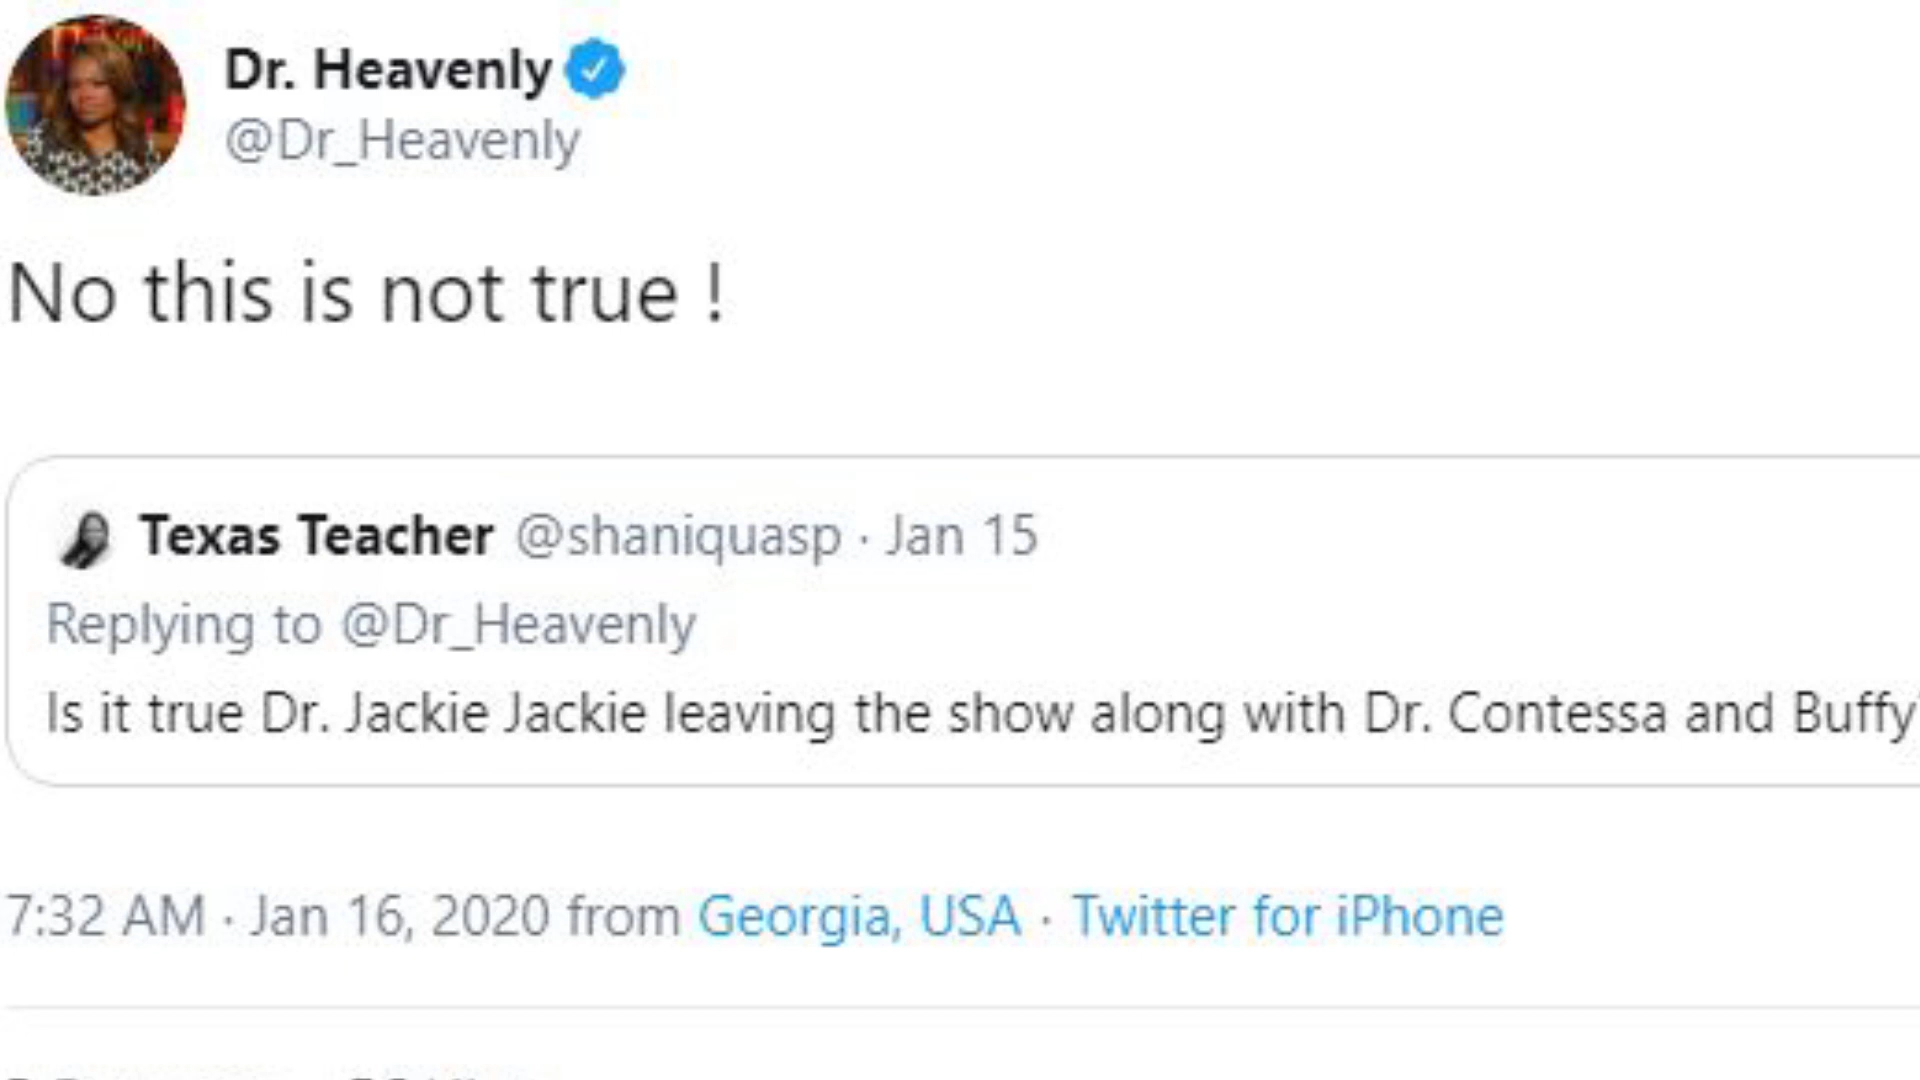 Dr. Heavenly
@Dr_Heavenly
No this is not true !
Texas Teacher @shaniquasp · Jan 15
Replying to @Dr_Heavenly
Is it true Dr. Jackie Jackie leaving the show along with Dr. Contessa and Buffy
7:32 AM · Jan 16, 2020 from Georgia, USA · Twitter for iPhone